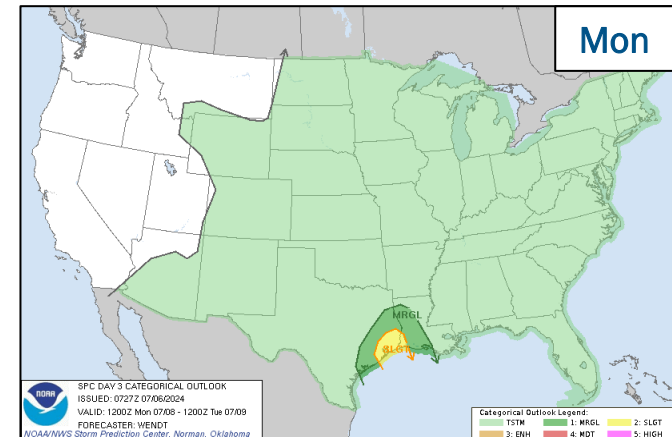 Mon
MRGL
SLGT
NOAA
SPC DAY 3 CATEGORICAL OUTLOOK
ISSUED: 0727Z 07/06/2024
VALID: 1200Z Mon 07/08 - 1200Z Tue 07/09
FORECASTER: WENDT
NOAA/NWS Storm Prediction Center, Norman, Oklahoma
Categorical Outlook Legend:
TSTM 1: MRGL 2: SLGT
3: ENH 4: MDT 5: HIGH